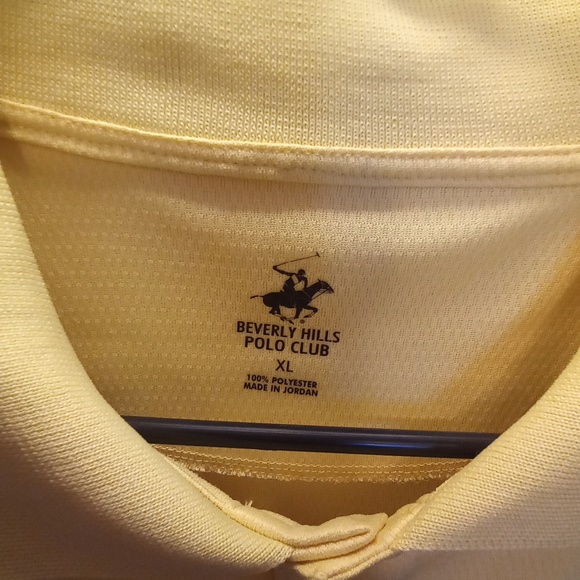 BEVERLY HILLS
POLO CLUB
XL
100% POLYESTER
MADE IN JORDAN